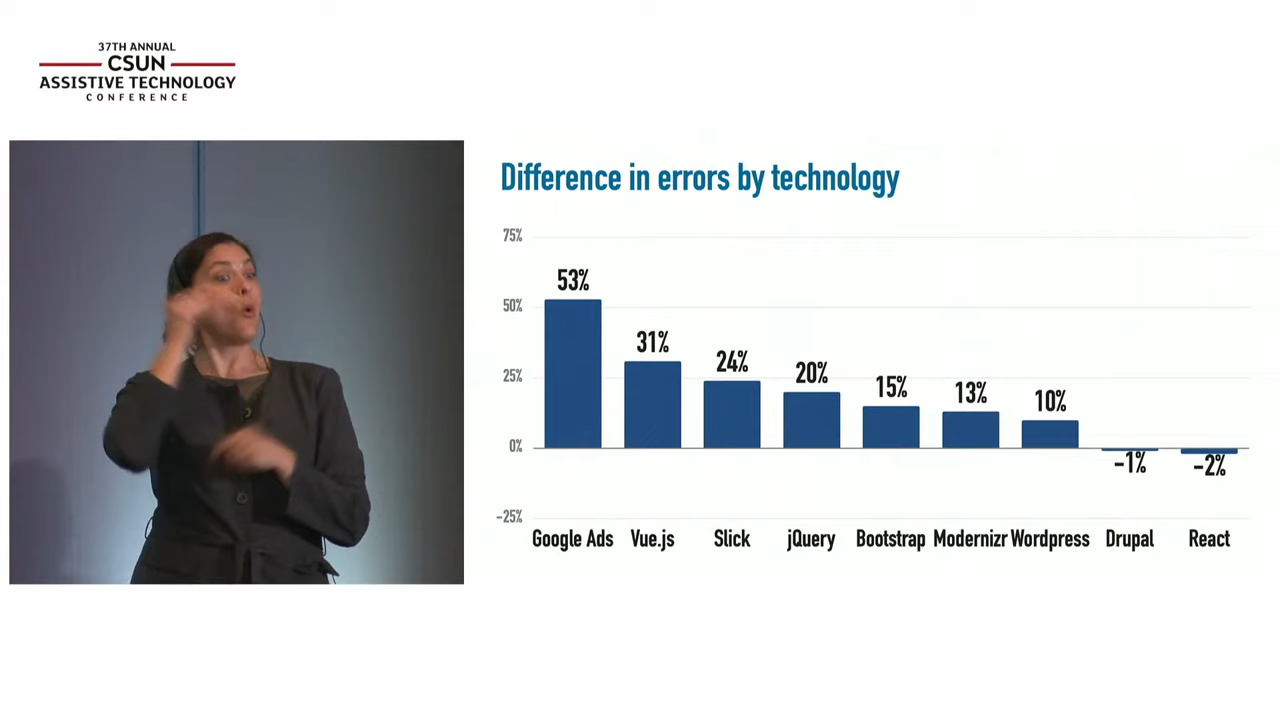 37TH ANNUAL
CSUN
ASSISTIVE TECHNOLOGY
CONFERENCE
Difference in errors by technology
75%
50%
25%
0%
−25%
53%
31%
24%
20%
15%
13%
10%
−1%
−2%
Google Ads Vue.js Slick jQuery Bootstrap Modernizr Wordpress Drupal React